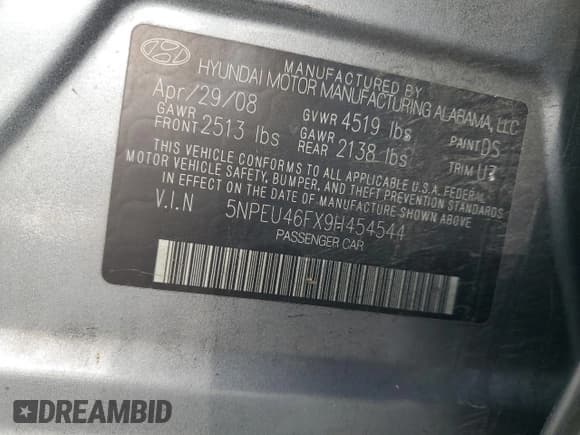 MANUFACTURED BY
HYUNDAI MOTOR MANUFACTURING ALABAMA, LLC
Apr/29/08
GVWR 4519 lbs
PAINT DS
GAWR FRONT 2513 lbs
GAWR REAR 2138 lbs
TRIM UZ
THIS VEHICLE CONFORMS TO ALL APPLICABLE U.S.A. FEDERAL
MOTOR VEHICLE SAFETY, BUMPER, AND THEFT PREVENTION STANDARDS
IN EFFECT ON THE DATE OF MANUFACTURE SHOWN ABOVE.
V.I.N 5NPEU46FX9H454544
PASSENGER CAR
DREAMBID